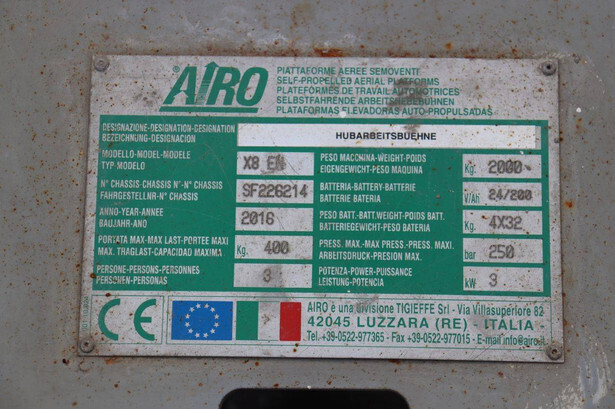 AIRO
PIATTAFORME AEREE SEMOVENTI
SELF-PROPELLED AERIAL PLATFORMS
PLATEFORMES DE TRAVAIL AUTOMOTRICES
SELBSTFAHRENDE ARBEITSBEBÜHNEN
PLATAFORMAS ELEVADORAS AUTO-PROPULSADAS
DESIGNAZIONE-DESIGNATION-DESIGNATION
BEZEICHNUNG-DESIGNACIÓN
HUBARBEITSBUEHNE
MODELLO-MODEL-MODELE
TYP-MODELO
X8 EN
PESO MACCHINA-WEIGHT-POIDS
EIGENGEWICHT-PESO MAQUINA
Kg. 2000
N° CHASSIS-CHASSIS N°-N° CHASSIS
FAHRGESTELLNR-N° CHASSIS
SF226214
BATTERIA-BATTERY-BATTERIE
BATTERIE BATERIA
V/Ah 24/200
ANNO-YEAR-ANNEE
BAUJAHR-ANO
2016
PESO BATT.-BATT.WEIGHT-POIDS BATT.
BATTERIEGEWICHT-PESO BATERIA
Kg. 4X32
PORTATA MAX-MAX LAST-PORTEE MAXI
MAX. TRAGLAST-CAPACIDAD MAXIMA
Kg. 400
PRESS. MAX.-MAX PRESS -PRESS. MAXI.
ARBEITSDRUCK-PRESION MAX.
bar 250
PERSONE-PERSONS-PERSONNES
PERSONEN-PERSONAS
3
POTENZA-POWER-PUISSANCE
LEISTUNG-POTENCIA
kW 3
CE
AIRO è una divisione TIGIEFFE Srl - Via Villasuperiore 82
42045 LUZZARA (RE) - ITALIA
Tel. +39-0522-977365 - Fax +39-0522-977015 - E-mail info@airo.it